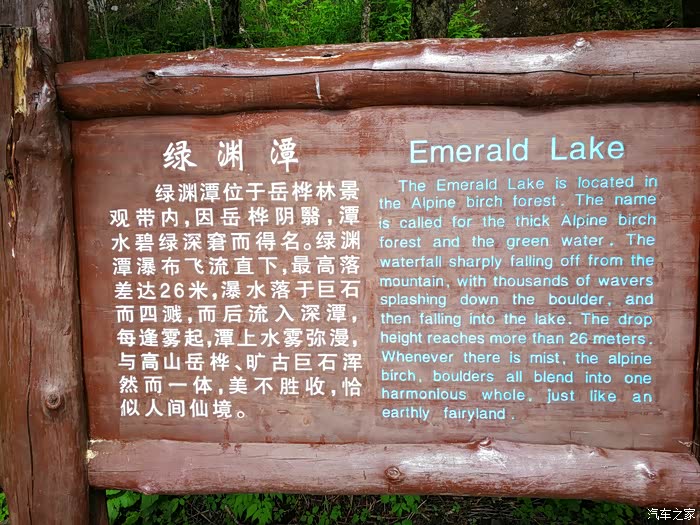 绿渊潭
绿渊潭位于岳桦林景
观带内,因岳桦阴翳,潭
水碧绿深窘而得名。绿渊
潭瀑布飞流直下,最高落
差达26米,瀑水落于巨石
而四溅,而后流入深潭,
每逢雾起,潭上水雾弥漫,
与高山岳桦、旷古巨石浑
然而一体,美不胜收,恰
似人间仙境。
Emerald Lake
The Emerald Lake is located in
the Alpine birch forest. The name
is called for the thick Alpine birch
forest and the green water. The
waterfall sharply falling off from the
mountain, with thousands of wavers
splashing down the boulder, and
then falling into the lake. The drop
height reaches more than 26 meters.
Whenever there is mist, the alpine
birch, boulders all blend into one
harmonious whole, just like an
earthly fairyland.
汽车之家